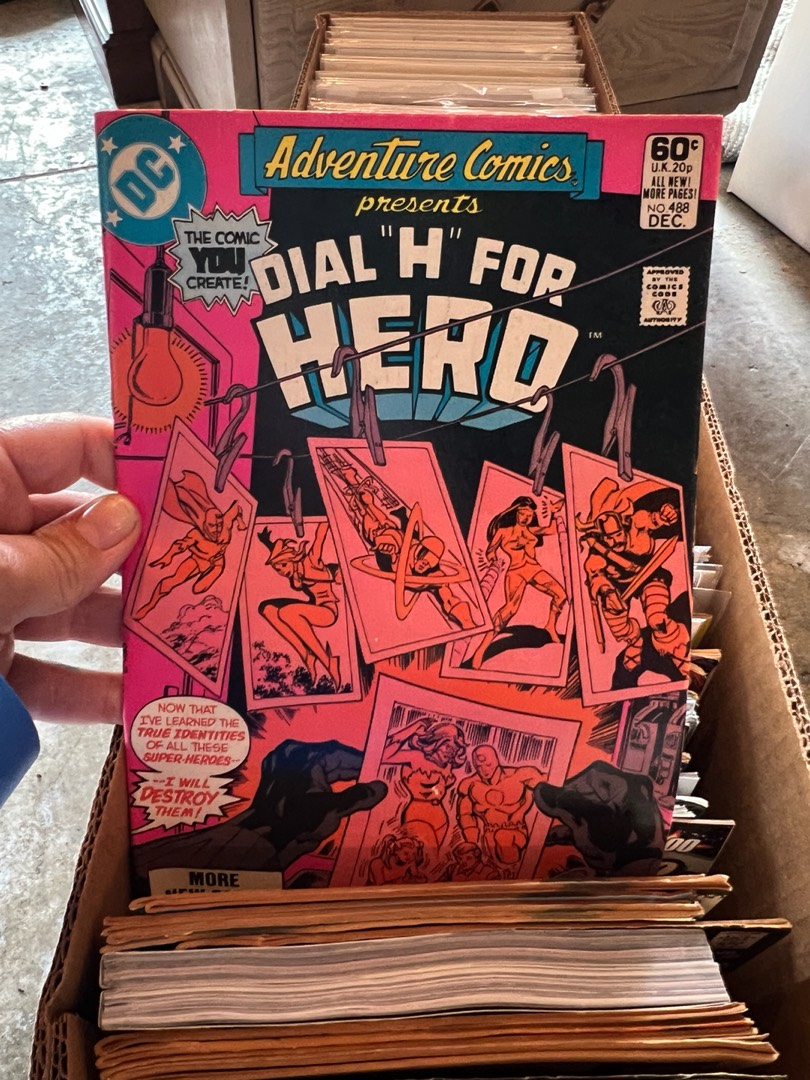 DC
Adventure Comics
presents
60¢
U.K. 20p
ALL NEW!
MORE PAGES!
NO. 488
DEC.
THE COMIC
YOU
CREATE!
DIAL "H" FOR
HERO
TM
APPROVED
BY THE
COMICS
CODE
AUTHORITY
NOW THAT
I'VE LEARNED THE
TRUE IDENTITIES
OF ALL THESE
SUPER-HEROES--
--I WILL
DESTROY
THEM!
MORE